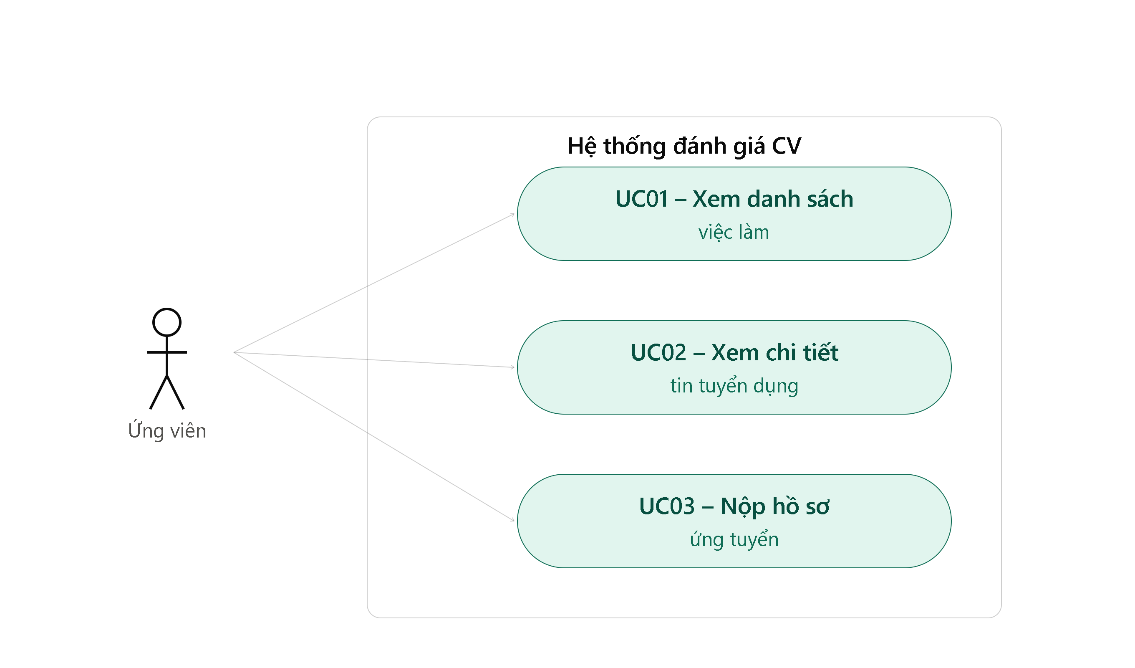 Hệ thống đánh giá CV
UC01 – Xem danh sách
việc làm
UC02 – Xem chi tiết
tin tuyển dụng
Ứng viên
UC03 – Nộp hồ sơ
ứng tuyển